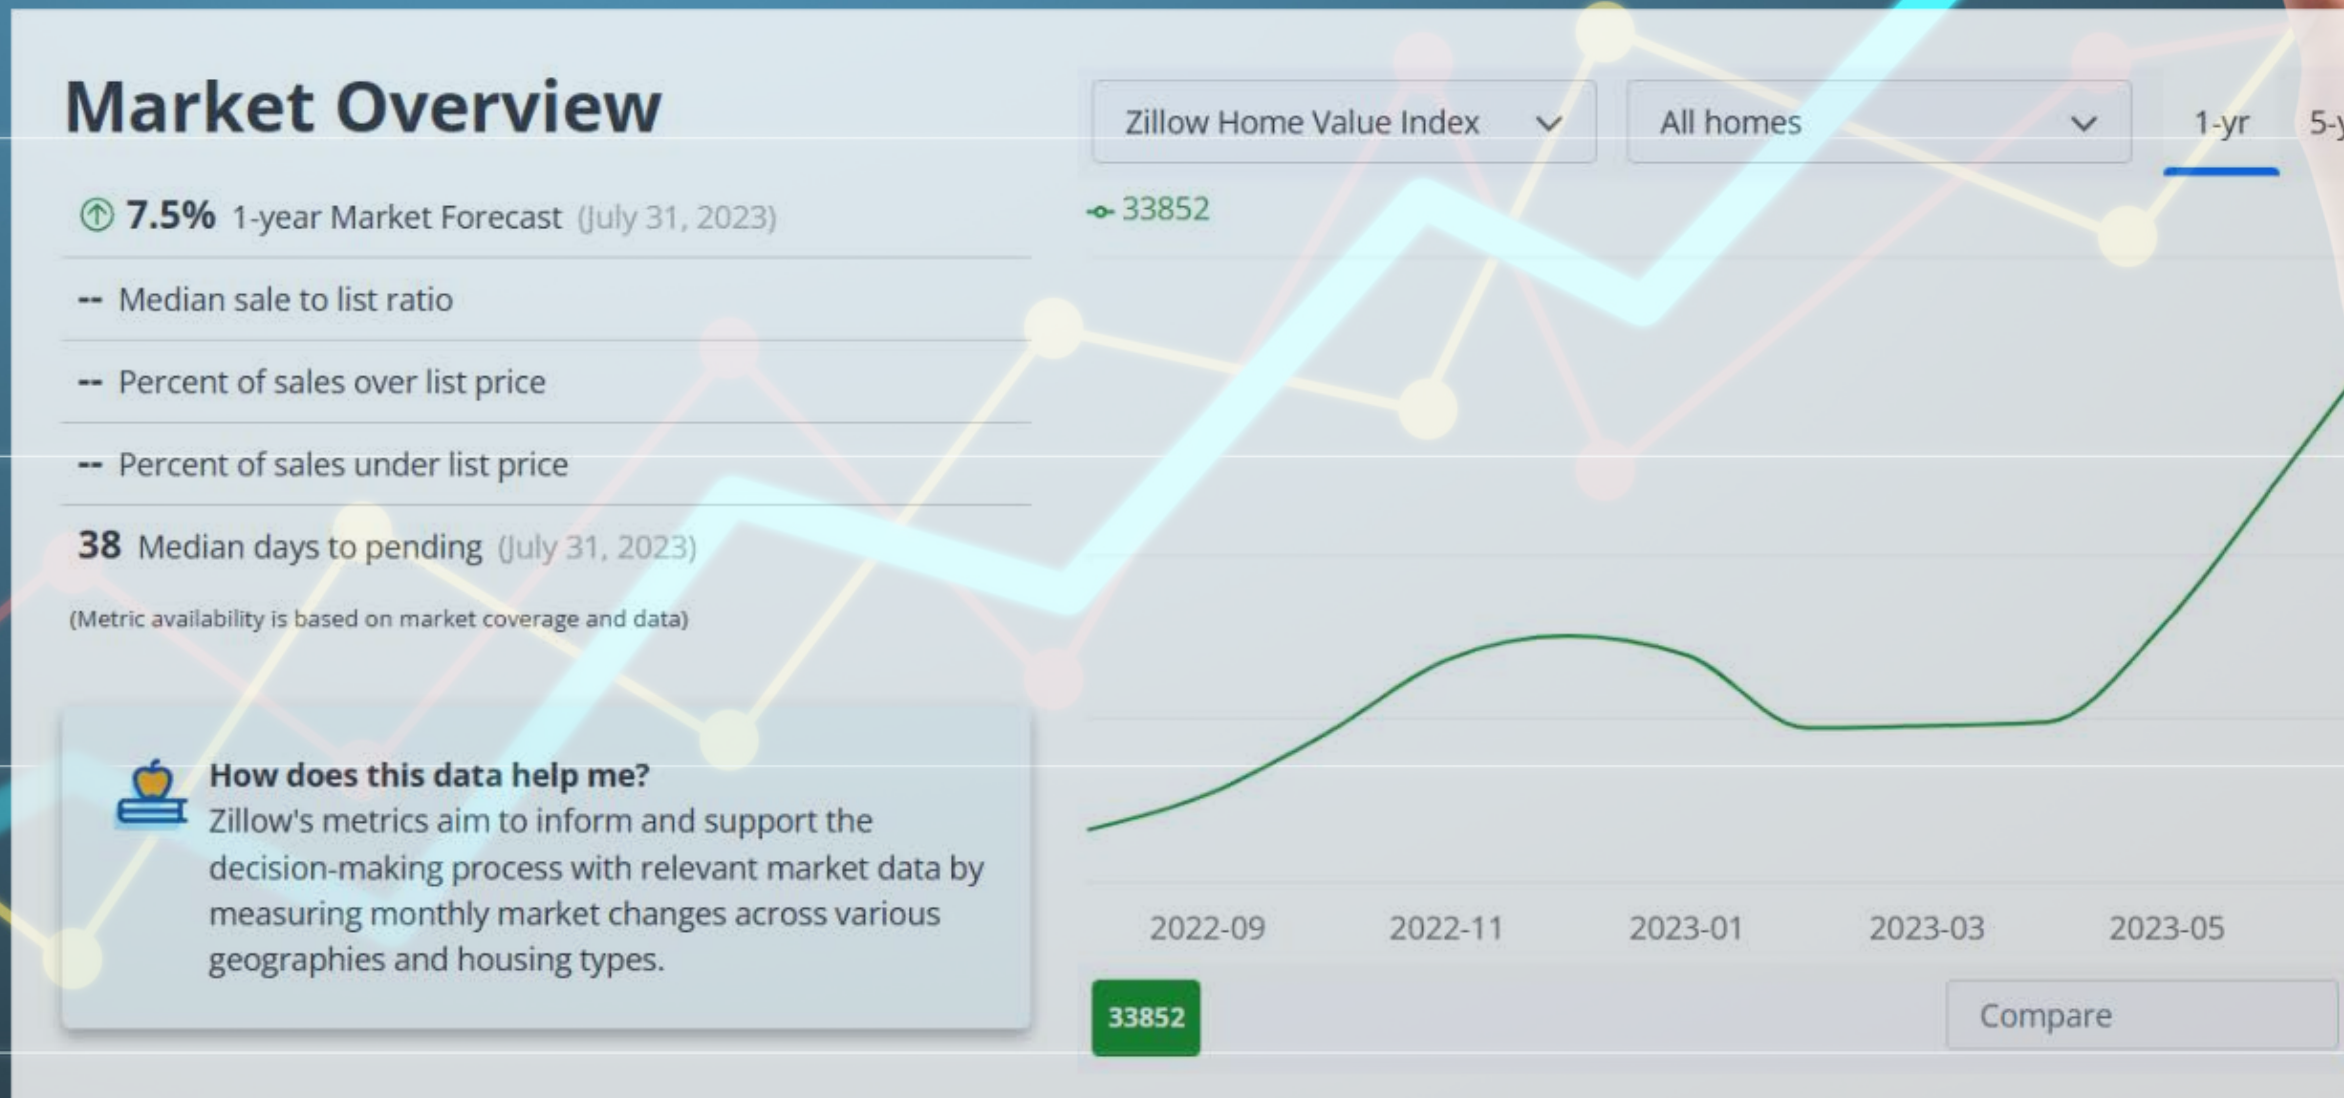 Market Overview
7.5% 1-year Market Forecast (July 31, 2023)
-- Median sale to list ratio
-- Percent of sales over list price
-- Percent of sales under list price
38 Median days to pending (July 31, 2023)
(Metric availability is based on market coverage and data)
How does this data help me?
Zillow's metrics aim to inform and support the
decision-making process with relevant market data by
measuring monthly market changes across various
geographies and housing types.
Zillow Home Value Index
All homes
1-yr
5-y
33852
2022-09 2022-11 2023-01 2023-03 2023-05
33852
Compare